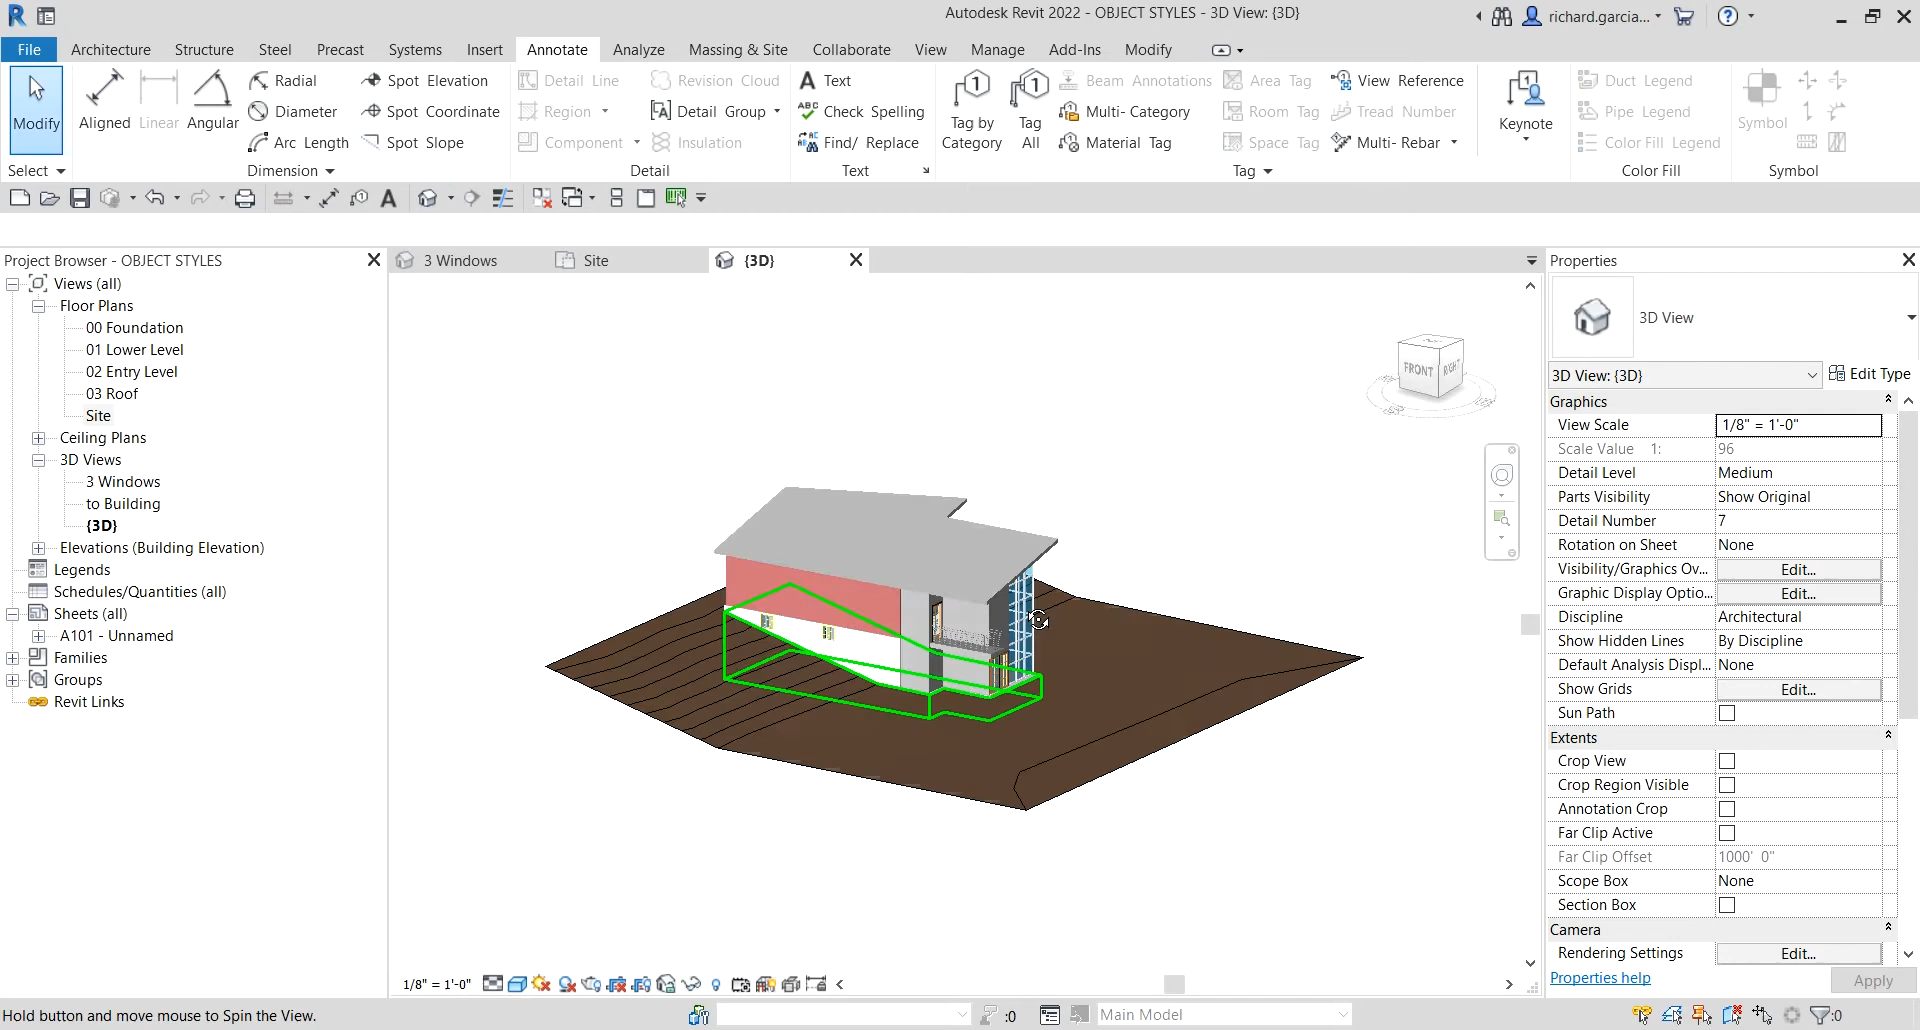 Autodesk Revit 2022 - OBJECT STYLES - 3D View: {3D}
richard.garcia...
File Architecture Structure Steel Precast Systems Insert Annotate Analyze Massing & Site Collaborate View Manage Add-Ins Modify
Modify
Aligned
Linear
Angular
Radial
Diameter
Arc Length
Spot Elevation
Spot Coordinate
Spot Slope
Detail Line
Region
Component
Revision Cloud
Detail Group
Insulation
A Text
ABC Check Spelling
Find/ Replace
Tag by
Category
Tag
All
Beam Annotations
Multi- Category
Material Tag
Area Tag
Room Tag
Space Tag
View Reference
Tread Number
Multi- Rebar
Keynote
Duct Legend
Pipe Legend
Color Fill Legend
Symbol
Select Dimension Detail Text Tag Color Fill Symbol
Project Browser - OBJECT STYLES
Views (all)
Floor Plans
00 Foundation
01 Lower Level
02 Entry Level
03 Roof
Site
Ceiling Plans
3D Views
3 Windows
to Building
{3D}
Elevations (Building Elevation)
Legends
Schedules/Quantities (all)
Sheets (all)
A101 - Unnamed
Families
Groups
Revit Links
3 Windows Site {3D}
FRONT RIGHT
Properties
3D View
3D View: {3D} Edit Type
Graphics
View Scale 1/8" = 1'-0"
Scale Value 1: 96
Detail Level Medium
Parts Visibility Show Original
Detail Number 7
Rotation on Sheet None
Visibility/Graphics Ov... Edit...
Graphic Display Optio... Edit...
Discipline Architectural
Show Hidden Lines By Discipline
Default Analysis Displ... None
Show Grids Edit...
Sun Path
Extents
Crop View
Crop Region Visible
Annotation Crop
Far Clip Active
Far Clip Offset 1000' 0"
Scope Box None
Section Box
Camera
Rendering Settings Edit...
Properties help Apply
1/8" = 1'-0"
Hold button and move mouse to Spin the View. :0 Main Model :0